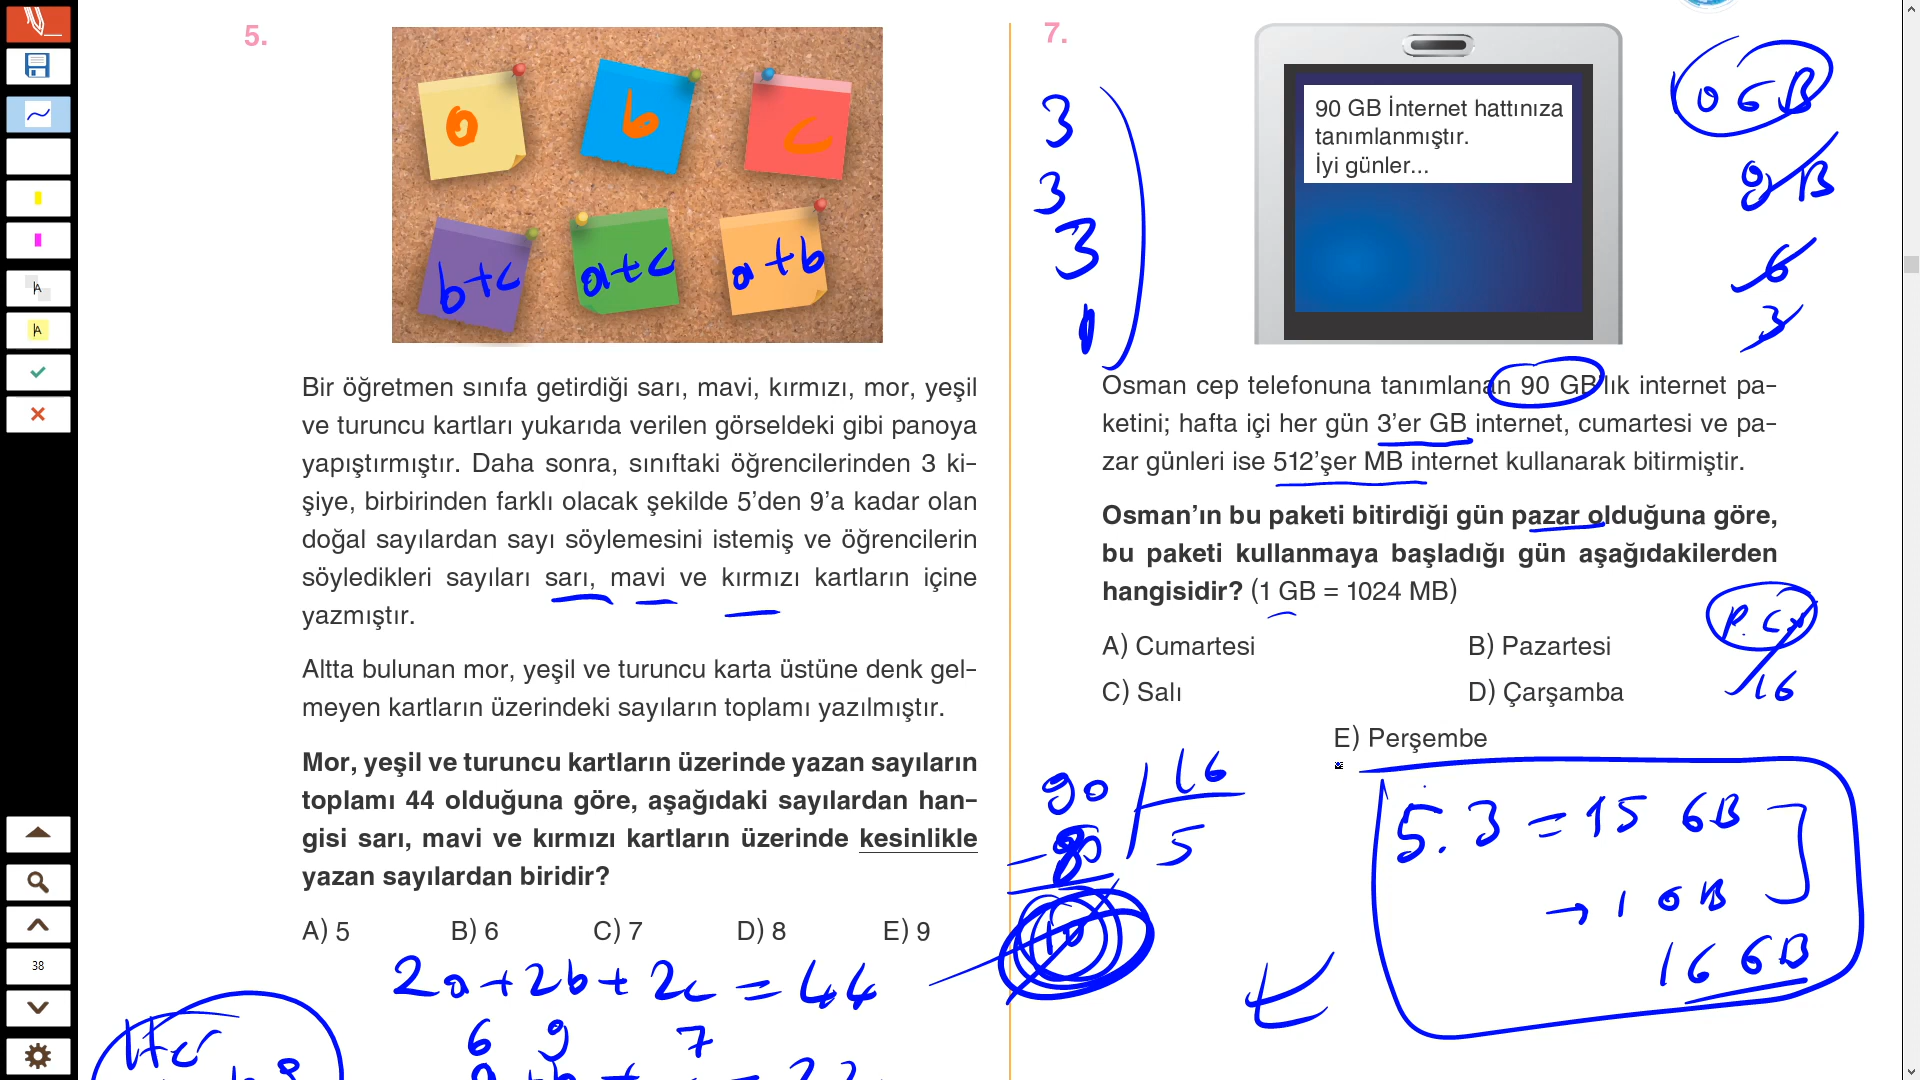 5.
a
b
c
b+c
a+c
a+b
Bir öğretmen sınıfa getirdiği sarı, mavi, kırmızı, mor, yeşil
ve turuncu kartları yukarıda verilen görseldeki gibi panoya
yapıştırmıştır. Daha sonra, sınıftaki öğrencilerinden 3 ki-
şiye, birbirinden farklı olacak şekilde 5'den 9'a kadar olan
doğal sayılardan sayı söylemesini istemiş ve öğrencilerin
söyledikleri sayıları sarı, mavi ve kırmızı kartların içine
yazmıştır.
Altta bulunan mor, yeşil ve turuncu karta üstüne denk gel-
meyen kartların üzerindeki sayıların toplamı yazılmıştır.
Mor, yeşil ve turuncu kartların üzerinde yazan sayıların
toplamı 44 olduğuna göre, aşağıdaki sayılardan han-
gisi sarı, mavi ve kırmızı kartların üzerinde kesinlikle
yazan sayılardan biridir?
A) 5
B) 6
C) 7
D) 8
E) 9
2a+2b+2c=44
6 9 7
38
7.
3
3
3
1
90 GB İnternet hattınıza
tanımlanmıştır.
İyi günler...
0 GB
6
3
Osman cep telefonuna tanımlanan 90 GB'lık internet pa-
ketini; hafta içi her gün 3'er GB internet, cumartesi ve pa-
zar günleri ise 512'şer MB internet kullanarak bitirmiştir.
Osman'ın bu paketi bitirdiği gün pazar olduğuna göre,
bu paketi kullanmaya başladığı gün aşağıdakilerden
hangisidir? (1 GB = 1024 MB)
A) Cumartesi
B) Pazartesi
C) Salı
D) Çarşamba
E) Perşembe
16
90 16
5
10
5.3=15 GB
→ 1 GB
16 GB